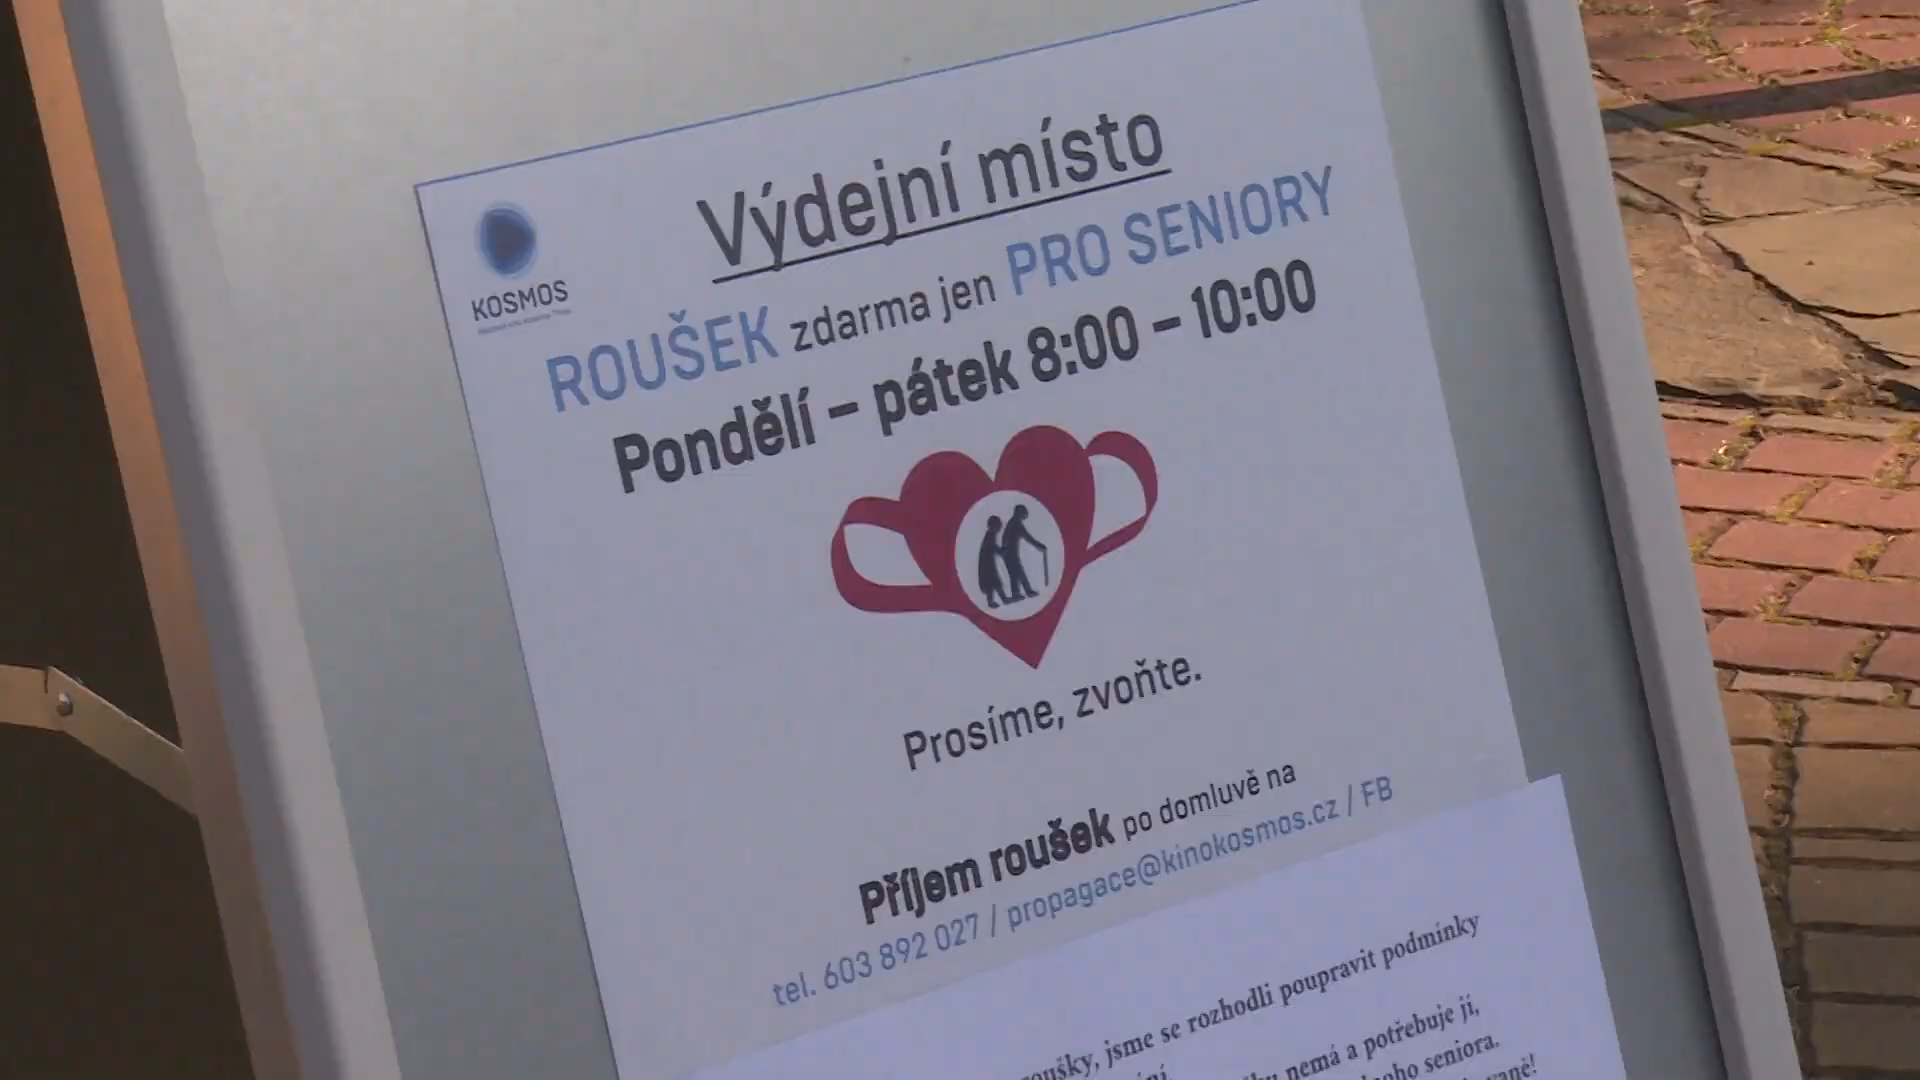 KOSMOS
Výdejní místo
ROUŠEK zdarma jen PRO SENIORY
Pondělí – pátek 8:00 – 10:00
Prosíme, zvoňte.
Příjem roušek po domluvě na
tel. 603 892 027 / propagace@kinokosmos.cz / FB
jsme se rozhodli poupravit podmínky
nemá a potřebuje ji,
seniora.